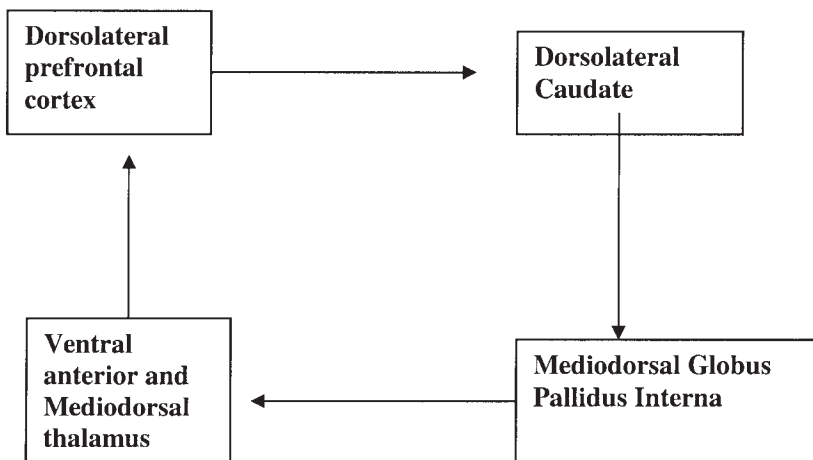 Dorsolateral
prefrontal
cortex
Dorsolateral
Caudate
Ventral
anterior and
Mediodorsal
thalamus
Mediodorsal Globus
Pallidus Interna